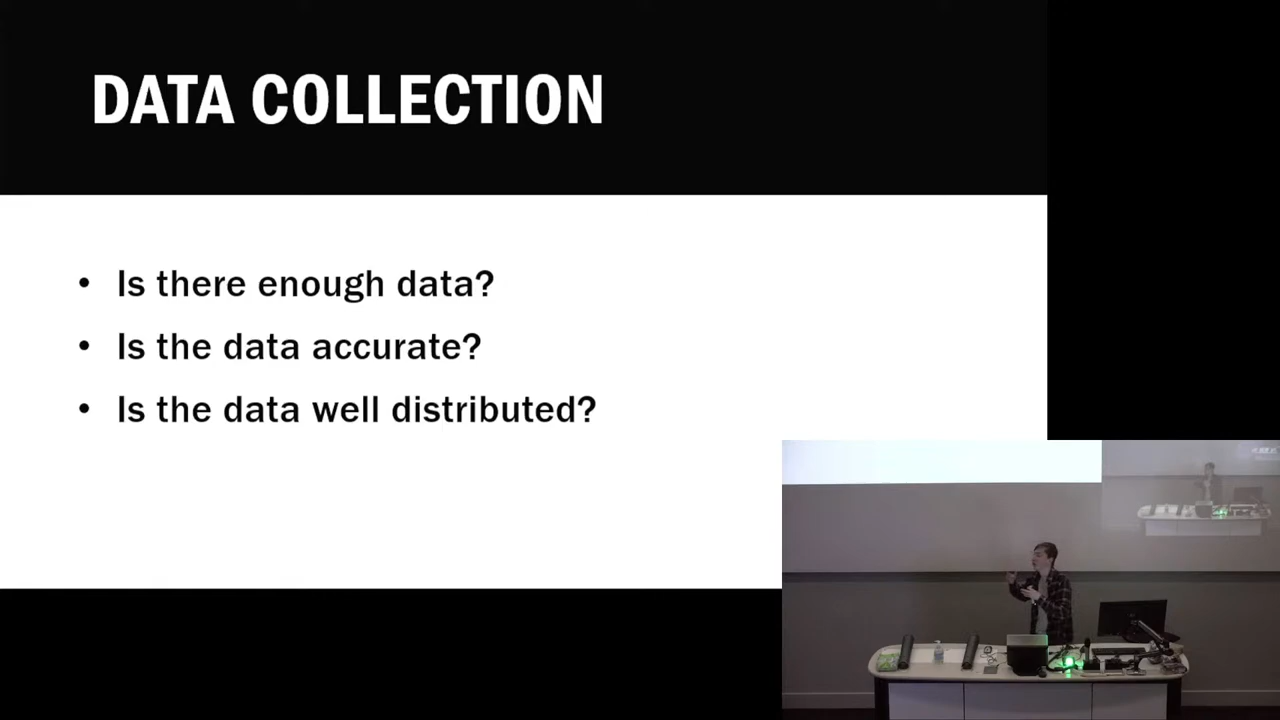 DATA COLLECTION
• Is there enough data?
• Is the data accurate?
• Is the data well distributed?